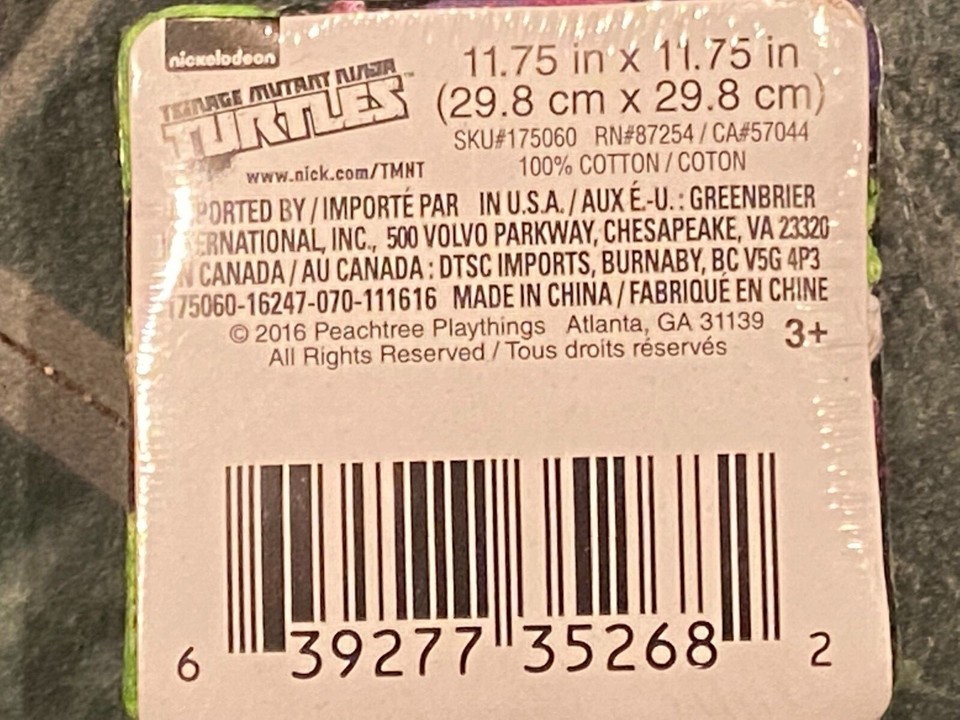 nickelodeon
TEENAGE MUTANT NINJA
TURTLES™
www.nick.com/TMNT
11.75 in x 11.75 in
(29.8 cm x 29.8 cm)
SKU#175060 RN#87254 / CA#57044
100% COTTON / COTON
PORTED BY / IMPORTÉ PAR IN U.S.A. / AUX É.-U. : GREENBRIER
ERNATIONAL, INC., 500 VOLVO PARKWAY, CHESAPEAKE, VA 23320
N CANADA / AU CANADA : DTSC IMPORTS, BURNABY, BC V5G 4P3
175060-16247-070-111616 MADE IN CHINA / FABRIQUÉ EN CHINE
© 2016 Peachtree Playthings Atlanta, GA 31139
All Rights Reserved / Tous droits réservés
3+
6 39277 35268 2